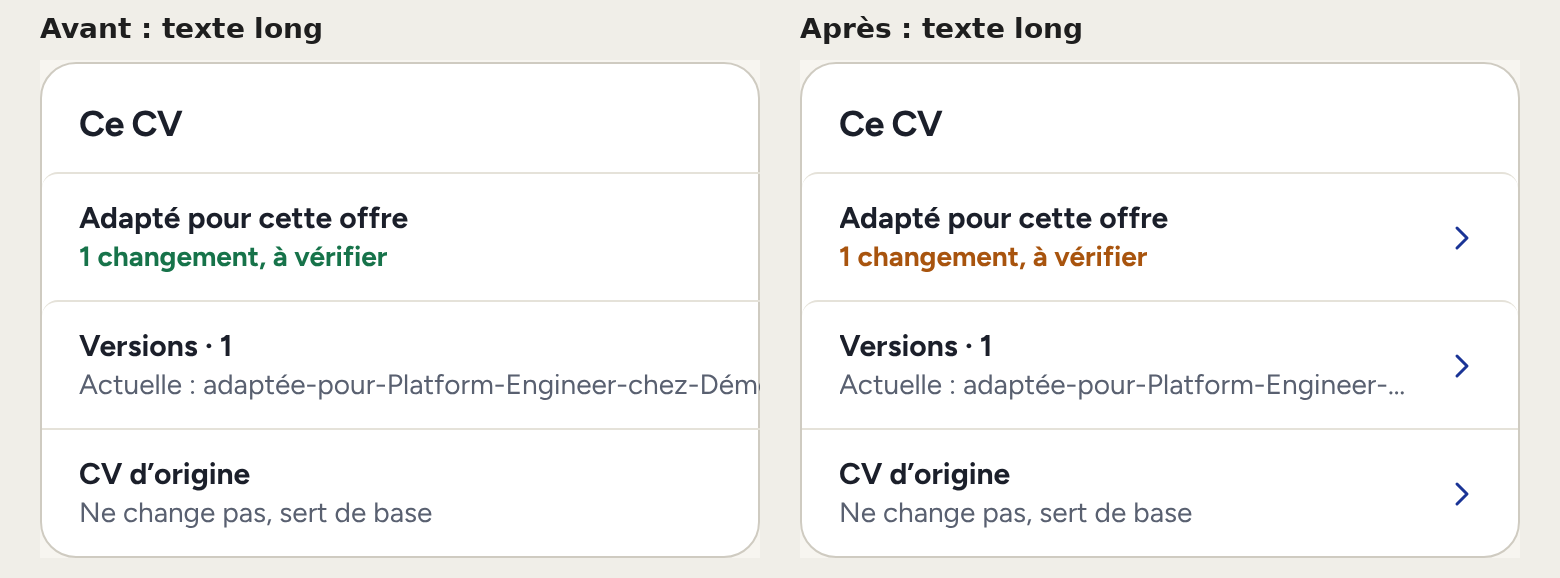 Avant : texte long
Ce CV
Adapté pour cette offre
1 changement, à vérifier
Versions · 1
Actuelle : adaptée-pour-Platform-Engineer-chez-Dém
CV d’origine
Ne change pas, sert de base
Après : texte long
Ce CV
Adapté pour cette offre
1 changement, à vérifier
Versions · 1
Actuelle : adaptée-pour-Platform-Engineer-…
CV d’origine
Ne change pas, sert de base